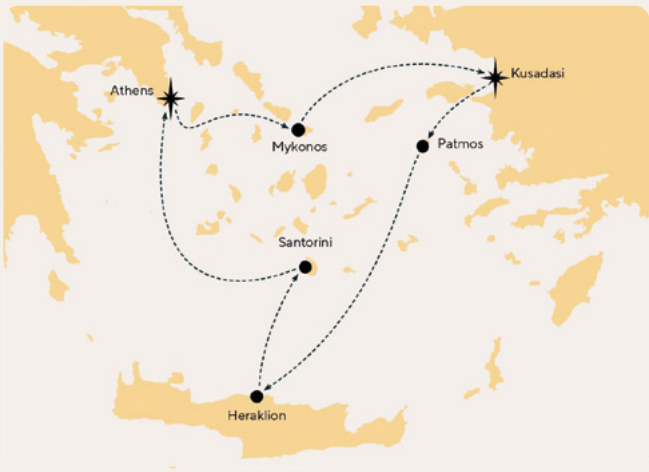 Kusadasi
Athens
Mykonos
Patmos
Santorini
Heraklion